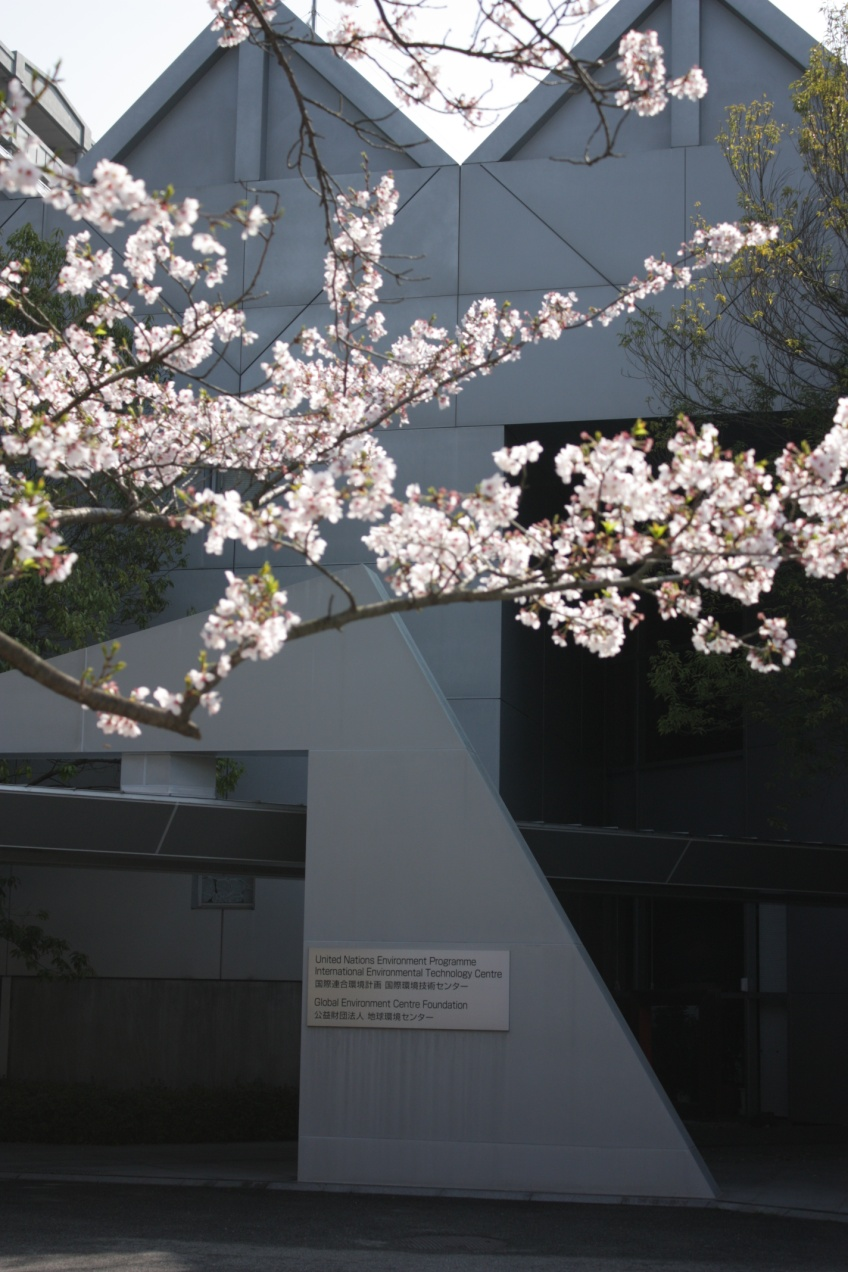 United Nations Environment Programme
International Environmental Technology Centre
国際連合環境計画 国際環境技術センター
Global Environment Centre Foundation
公益財団法人 地球環境センター